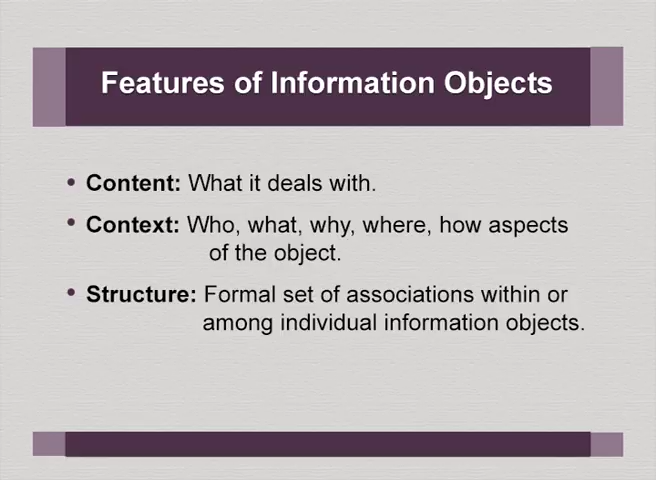 Features of Information Objects
• Content: What it deals with.
• Context: Who, what, why, where, how aspects
of the object.
• Structure: Formal set of associations within or
among individual information objects.